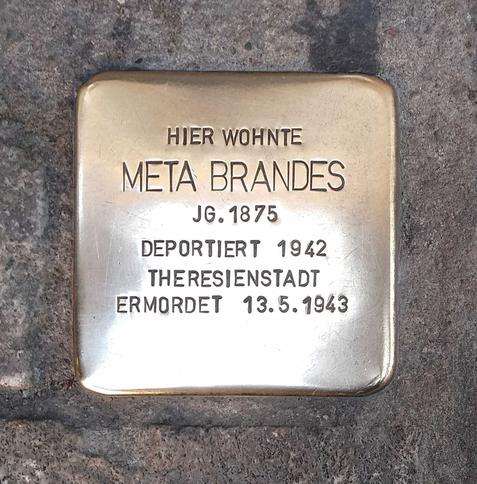 HIER WOHNTE
META BRANDES
JG.1875
DEPORTIERT 1942
THERESIENSTADT
ERMORDET 13.5.1943